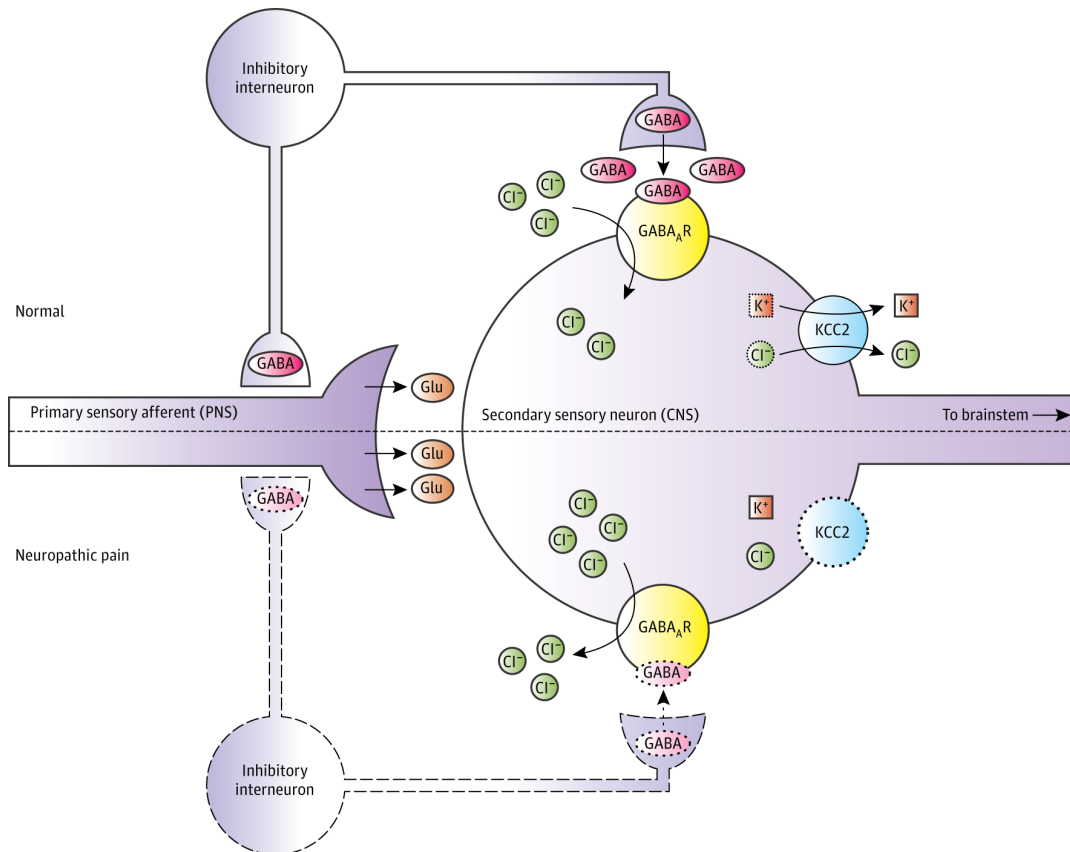 Inhibitory
interneuron
GABA
GABA
GABA
GABA
Cl⁻
Cl⁻
Cl⁻
GABAAR
Cl⁻
Cl⁻
Normal
K⁺
K⁺
KCC2
Cl⁻
Cl⁻
GABA
Glu
Primary sensory afferent (PNS)
Secondary sensory neuron (CNS)
To brainstem
Glu
Glu
GABA
Cl⁻
Cl⁻
Cl⁻
Cl⁻
K⁺
KCC2
Cl⁻
Neuropathic pain
GABAAR
Cl⁻
Cl⁻
Cl⁻
GABA
GABA
Inhibitory
interneuron